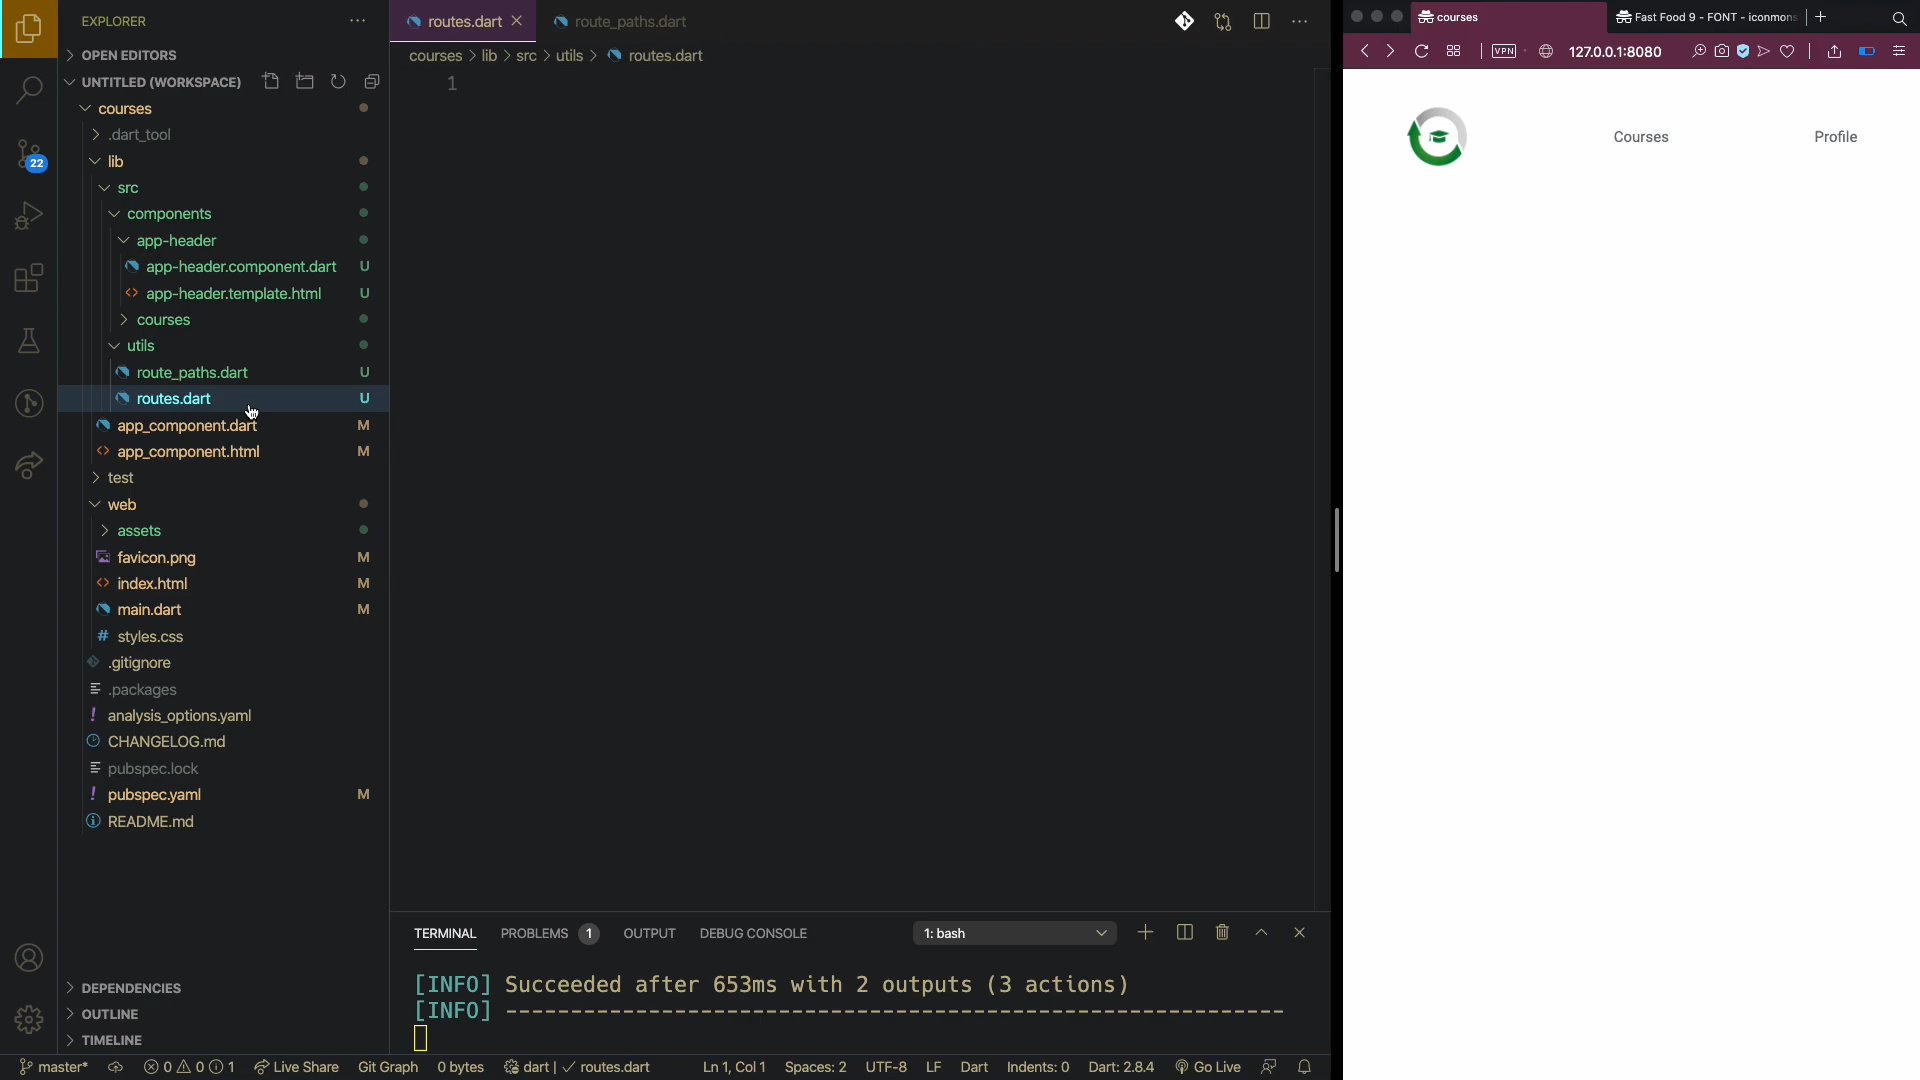 EXPLORER
OPEN EDITORS
UNTITLED (WORKSPACE)
courses
.dart_tool
lib
src
components
app-header
app-header.component.dart U
app-header.template.html U
courses
utils
route_paths.dart U
routes.dart U
app_component.dart M
app_component.html M
test
web
assets
favicon.png M
index.html M
main.dart M
styles.css
.gitignore
.packages
analysis_options.yaml
CHANGELOG.md
pubspec.lock
pubspec.yaml M
README.md
DEPENDENCIES
OUTLINE
TIMELINE
22
routes.dart
route_paths.dart
courses > lib > src > utils > routes.dart
1
TERMINAL PROBLEMS 1 OUTPUT DEBUG CONSOLE 1: bash
[INFO] Succeeded after 653ms with 2 outputs (3 actions)
[INFO] ------------------------------------------------------------
master* 0 0 1 Live Share Git Graph 0 bytes dart | routes.dart Ln 1, Col 1 Spaces: 2 UTF-8 LF Dart Indents: 0 Dart: 2.8.4 Go Live
courses
Fast Food 9 - FONT - iconmons
VPN 127.0.0.1:8080
Courses Profile